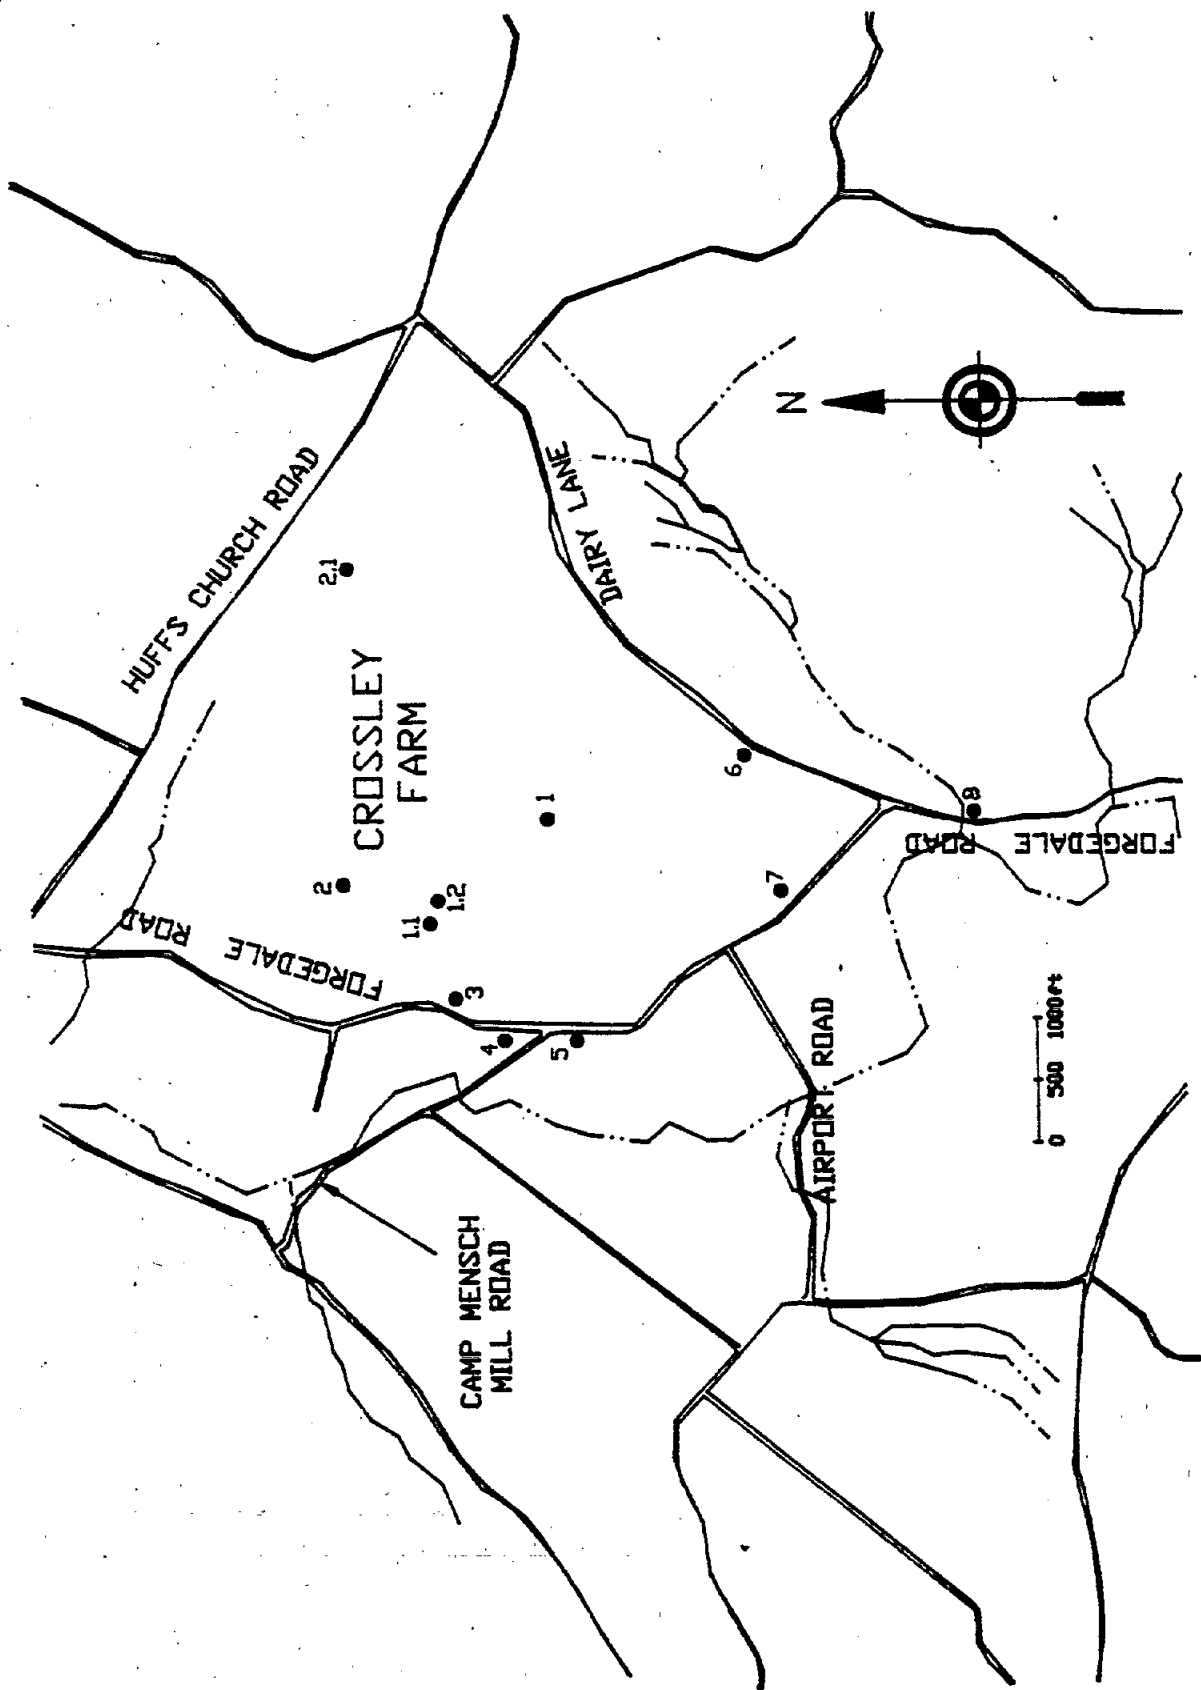 HUFFS CHURCH ROAD
2.1
CROSSLEY
FARM
DAIRY LANE
N
2
1.1
1.2
1
FORGEDALE ROAD
3
4
5
6
7
8
FORGEDALE ROAD
CAMP MENSCH
MILL ROAD
AIRPORT ROAD
0 500 1000ft